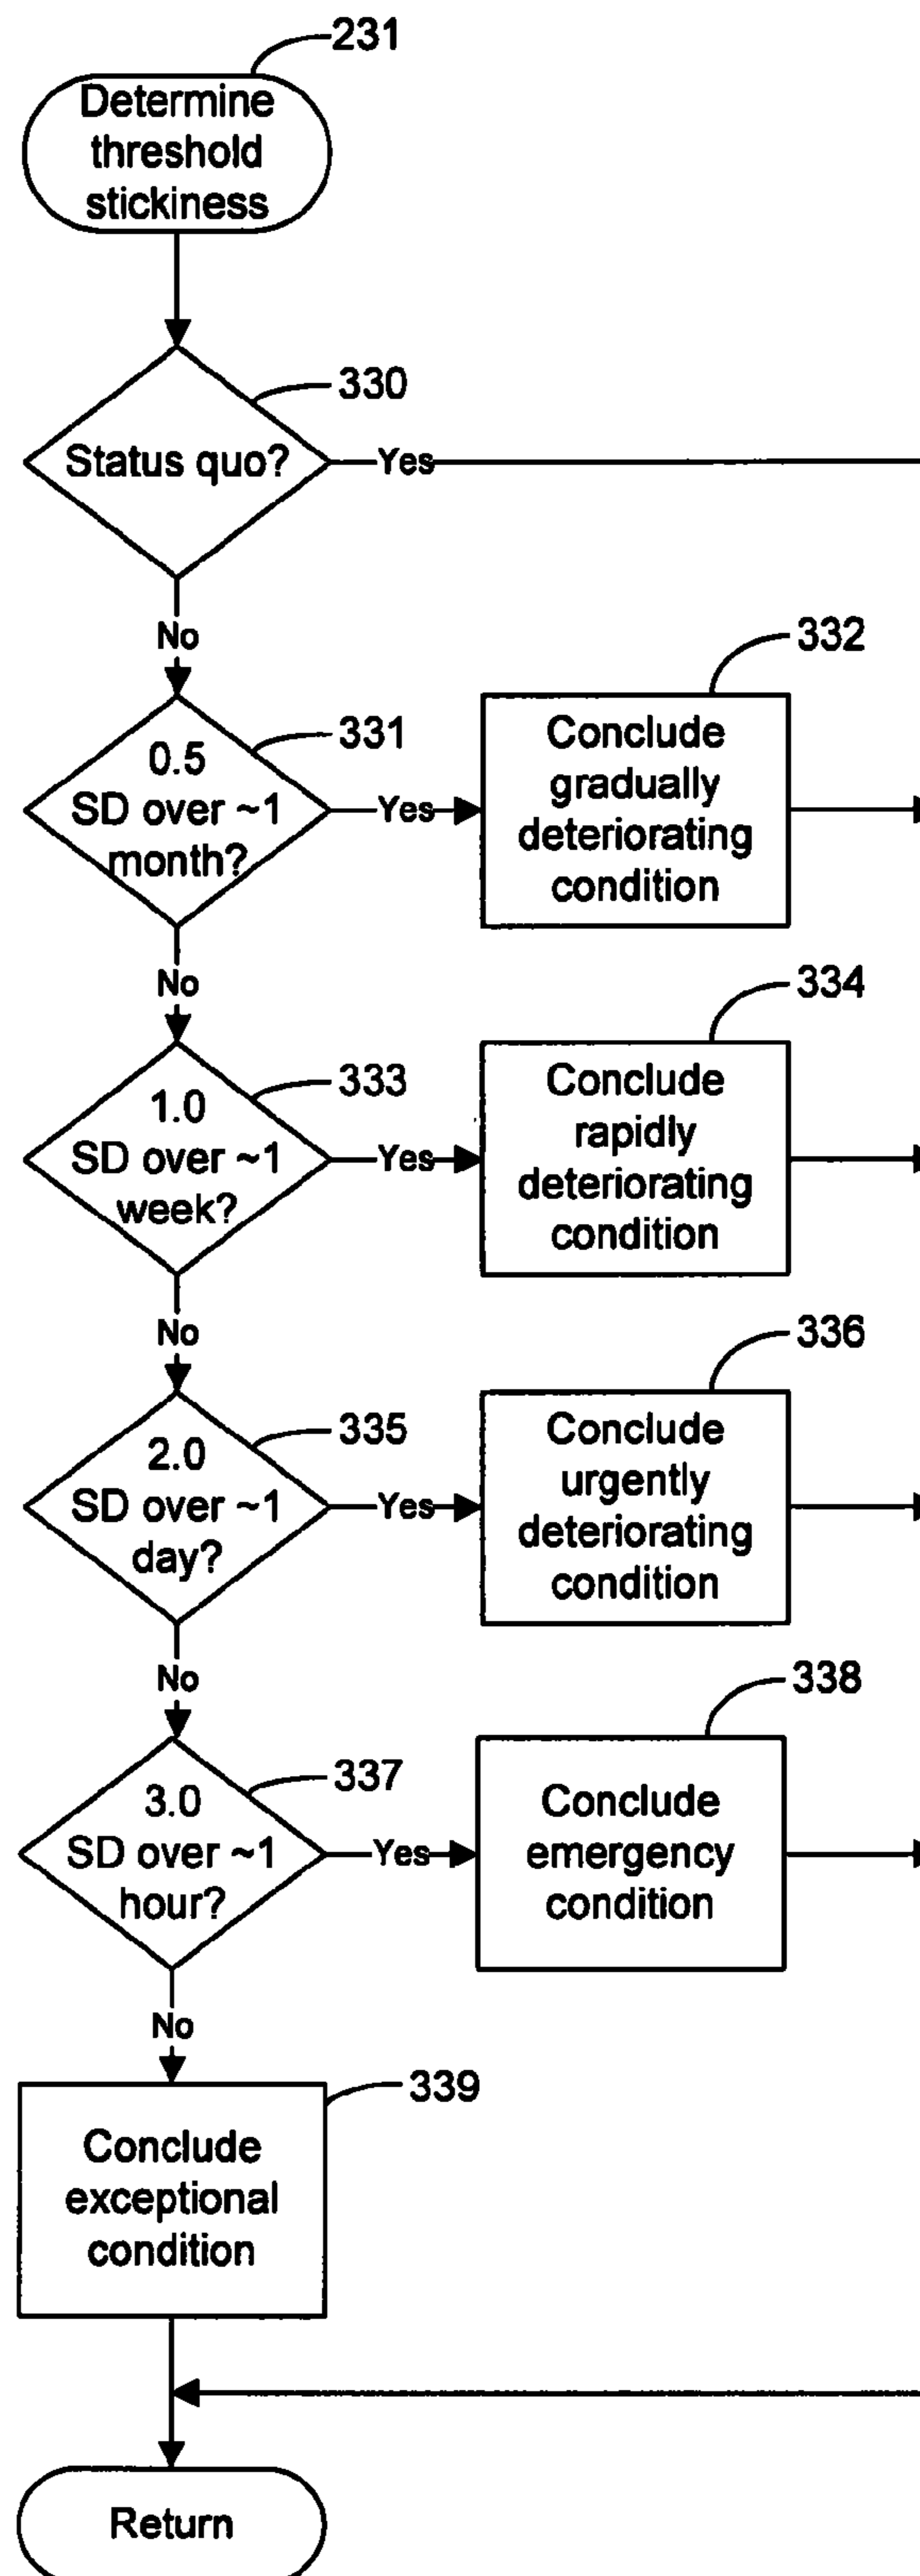 231
Determine
threshold
stickiness
330
Status quo?
Yes
No
332
331
0.5
SD over ~1
month?
Yes
Conclude
gradually
deteriorating
condition
No
334
333
1.0
SD over ~1
week?
Yes
Conclude
rapidly
deteriorating
condition
No
336
335
2.0
SD over ~1
day?
Yes
Conclude
urgently
deteriorating
condition
No
338
337
3.0
SD over ~1
hour?
Yes
Conclude
emergency
condition
No
339
Conclude
exceptional
condition
Return